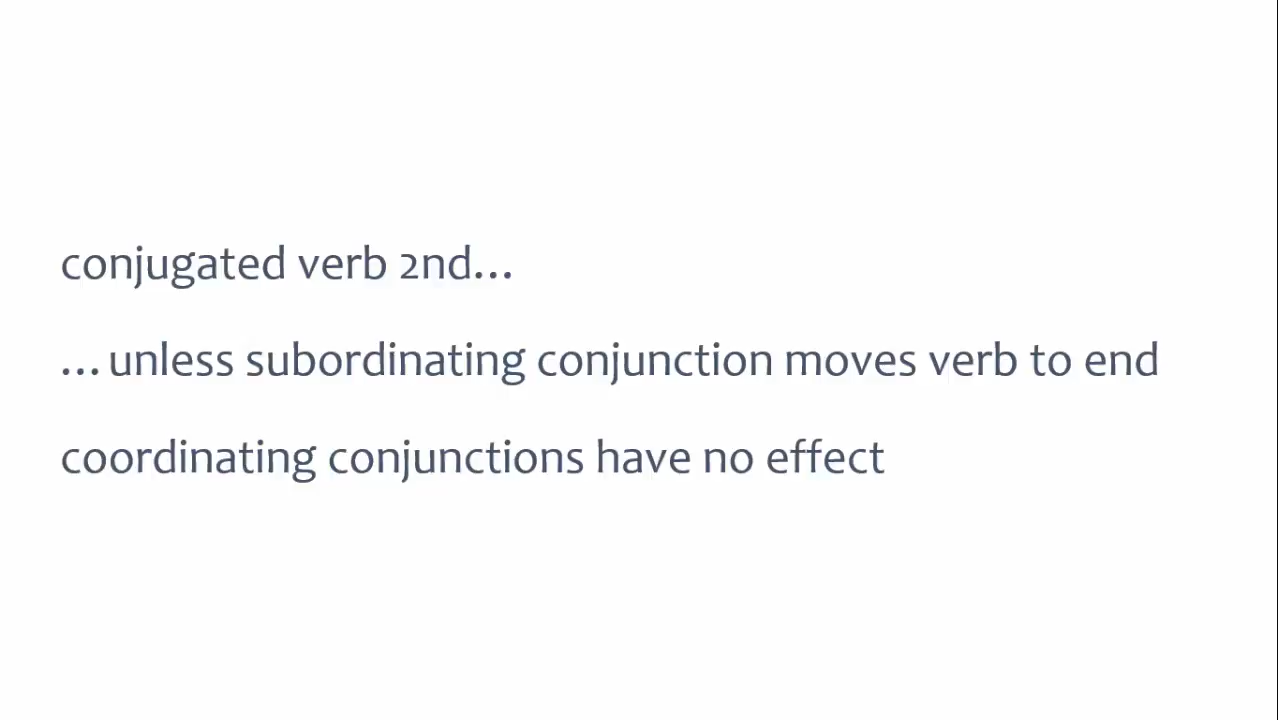 conjugated verb 2nd...
...unless subordinating conjunction moves verb to end
coordinating conjunctions have no effect